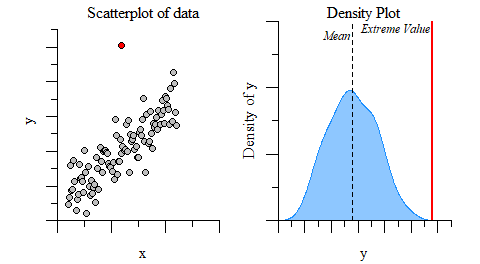 Scatterplot of data
y
x
Density Plot
Mean
Extreme Value
Density of y
y